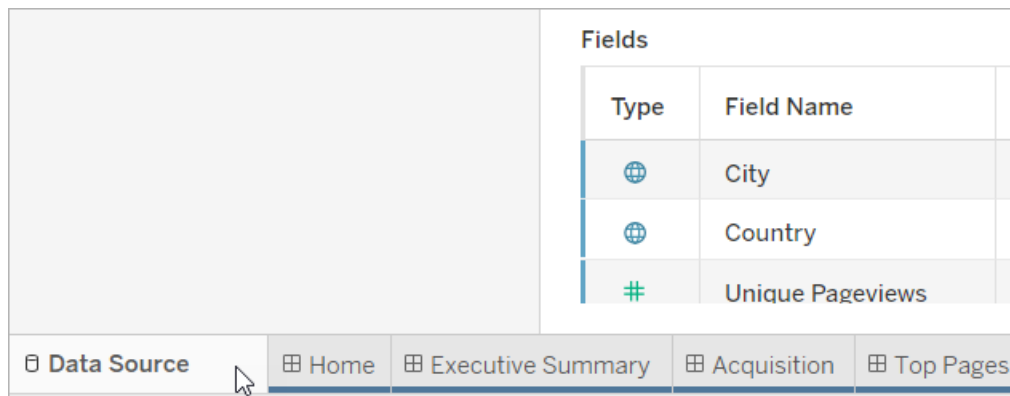 Fields
Type Field Name
City
Country
Unique Pageviews
Data Source Home Executive Summary Acquisition Top Pages